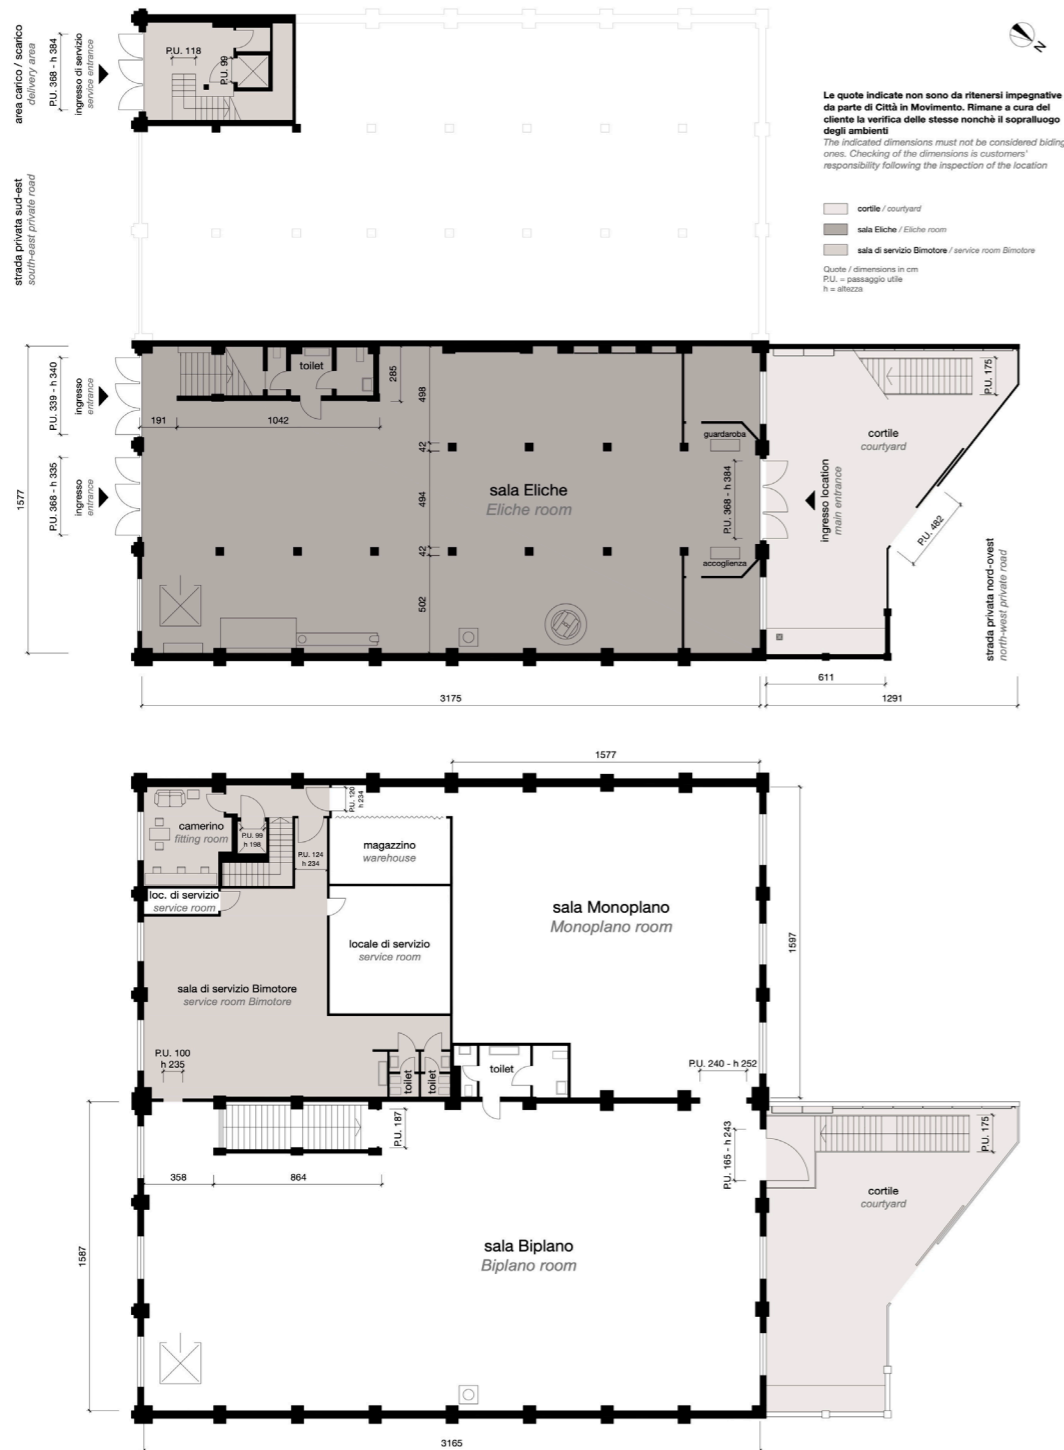 area carico / scarico
delivery area
P.U. 368 - h 384
ingresso di servizio
service entrance
P.U. 118
P.U. 99
N
Le quote indicate non sono da ritenersi impegnative
da parte di Città in Movimento. Rimane a cura del
cliente la verifica delle stesse nonchè il sopralluogo
degli ambienti
The indicated dimensions must not be considered biding
ones. Checking of the dimensions is customers'
responsibility following the inspection of the location
cortile / courtyard
sala Eliche / Eliche room
sala di servizio Bimotore / service room Bimotore
Quote / dimensions in cm
P.U. = passaggio utile
h = altezza
strada privata sud-est
south-east private road
1577
P.U. 339 - h 340
ingresso
entrance
P.U. 368 - h 335
ingresso
entrance
toilet
191
1042
285
498
42
494
42
502
sala Eliche
Eliche room
guardaroba
P.U. 368 - h 384
accoglienza
ingresso location
main entrance
cortile
courtyard
P.U. 175
P.U. 482
strada privata nord-ovest
north-west private road
611
3175
1291
1577
camerino
fitting room
P.U. 99
h 198
P.U. 120
h 234
P.U. 124
h 234
magazzino
warehouse
loc. di servizio
service room
locale di servizio
service room
sala Monoplano
Monoplano room
1597
sala di servizio Bimotore
service room Bimotore
P.U. 100
h 235
toilet
toilet
toilet
P.U. 240 - h 252
P.U. 187
P.U. 165 - h 243
P.U. 175
358
864
cortile
courtyard
1587
sala Biplano
Biplano room
3165